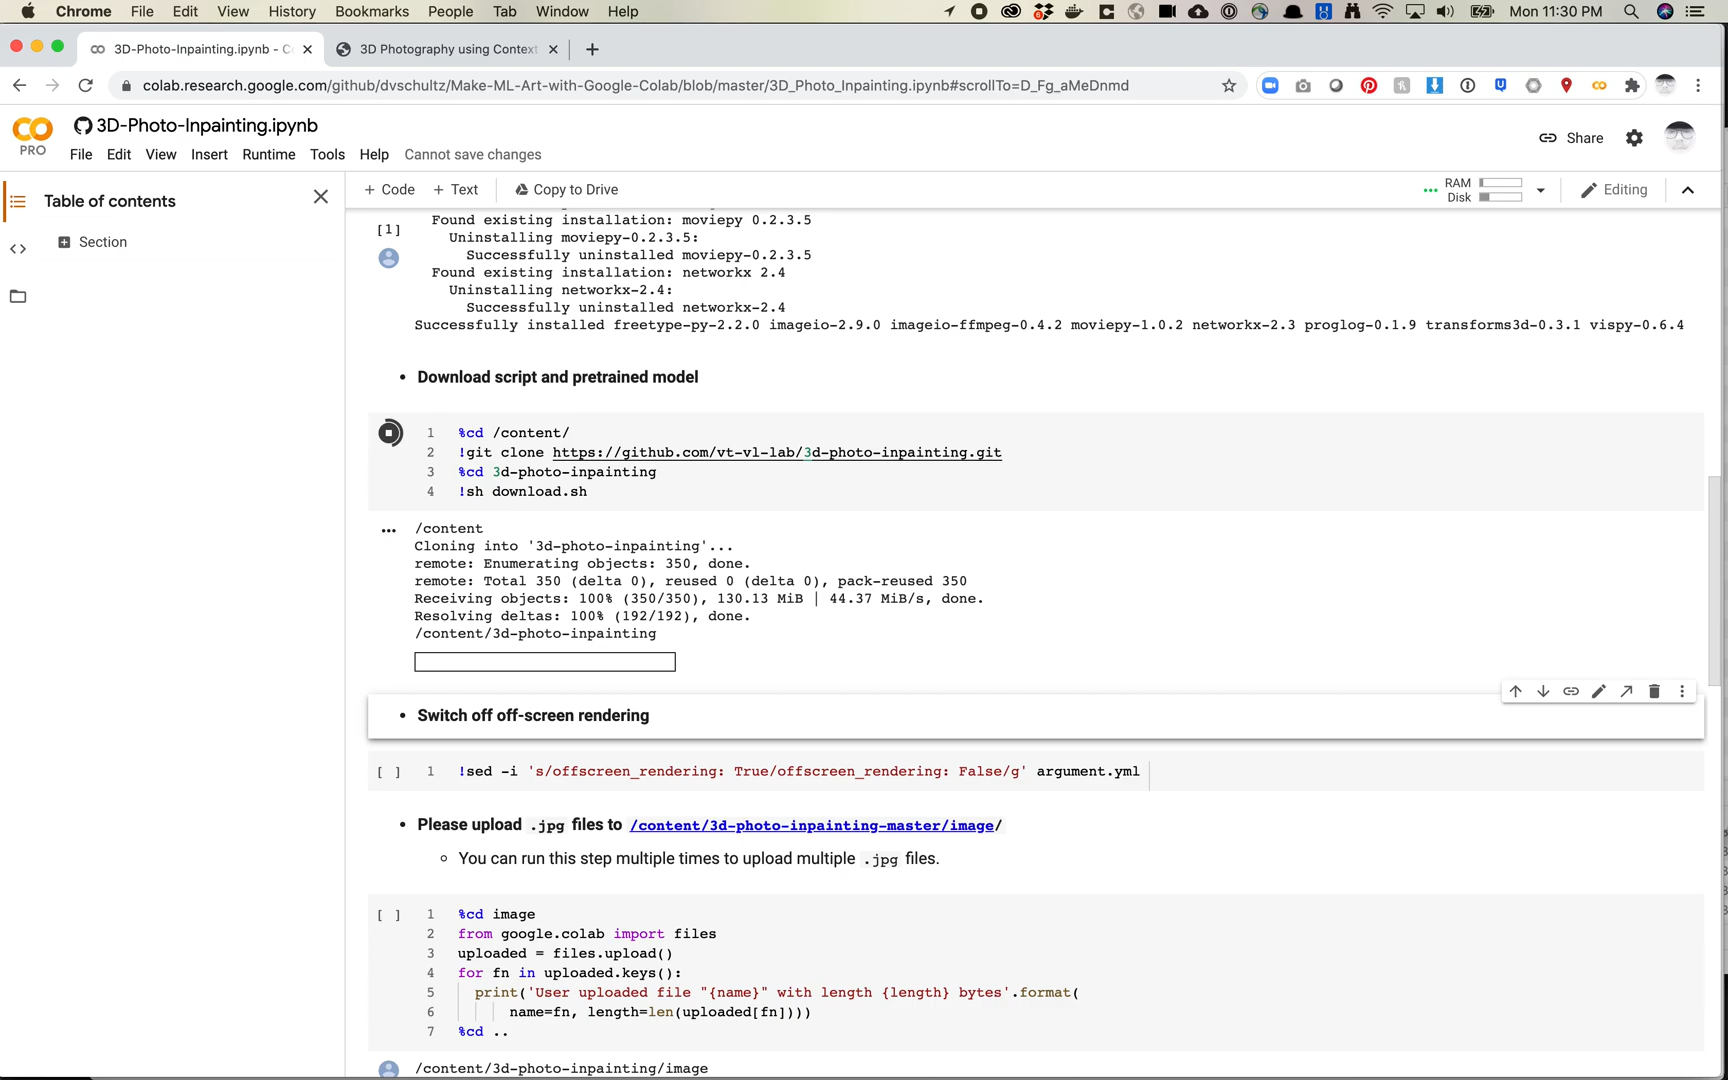 Chrome File Edit View History Bookmarks People Tab Window Help Mon 11:30 PM
3D-Photo-Inpainting.ipynb - C
3D Photography using Context
colab.research.google.com/github/dvschultz/Make-ML-Art-with-Google-Colab/blob/master/3D_Photo_Inpainting.ipynb#scrollTo=D_Fg_aMeDnmd
PRO
3D-Photo-Inpainting.ipynb
Share
File Edit View Insert Runtime Tools Help Cannot save changes
Table of contents
Section
+ Code + Text Copy to Drive
RAM
Disk
Editing
[1]
Found existing installation: moviepy 0.2.3.5
Uninstalling moviepy-0.2.3.5:
Successfully uninstalled moviepy-0.2.3.5
Found existing installation: networkx 2.4
Uninstalling networkx-2.4:
Successfully uninstalled networkx-2.4
Successfully installed freetype-py-2.2.0 imageio-2.9.0 imageio-ffmpeg-0.4.2 moviepy-1.0.2 networkx-2.3 proglog-0.1.9 transforms3d-0.3.1 vispy-0.6.4
• Download script and pretrained model
1 %cd /content/
2 !git clone https://github.com/vt-vl-lab/3d-photo-inpainting.git
3 %cd 3d-photo-inpainting
4 !sh download.sh
/content
Cloning into '3d-photo-inpainting'...
remote: Enumerating objects: 350, done.
remote: Total 350 (delta 0), reused 0 (delta 0), pack-reused 350
Receiving objects: 100% (350/350), 130.13 MiB | 44.37 MiB/s, done.
Resolving deltas: 100% (192/192), done.
/content/3d-photo-inpainting
• Switch off off-screen rendering
[ ] 1 !sed -i 's/offscreen_rendering: True/offscreen_rendering: False/g' argument.yml
• Please upload .jpg files to /content/3d-photo-inpainting-master/image/
You can run this step multiple times to upload multiple .jpg files.
[ ] 1 %cd image
2 from google.colab import files
3 uploaded = files.upload()
4 for fn in uploaded.keys():
5 print('User uploaded file "{name}" with length {length} bytes'.format(
6 name=fn, length=len(uploaded[fn])))
7 %cd ..
/content/3d-photo-inpainting/image